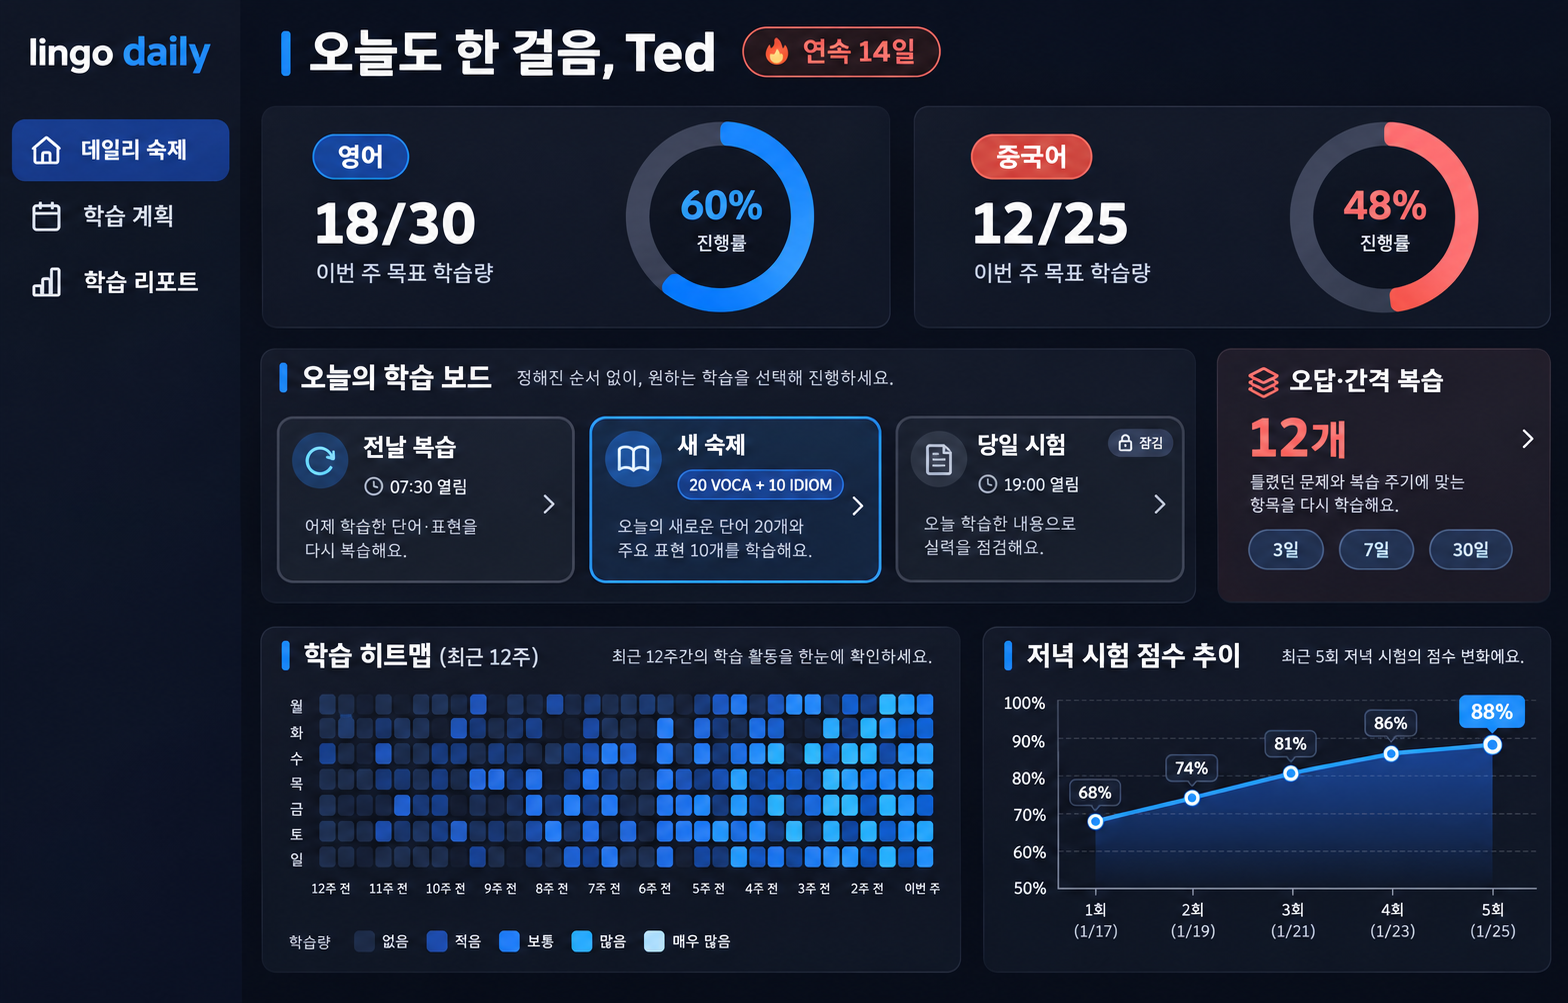 lingo daily
데일리 숙제
학습 계획
학습 리포트
오늘도 한 걸음, Ted
🔥 연속 14일
영어
18/30
이번 주 목표 학습량
60%
진행률
중국어
12/25
이번 주 목표 학습량
48%
진행률
오늘의 학습 보드
정해진 순서 없이, 원하는 학습을 선택해 진행하세요.
전날 복습
07:30 열림
어제 학습한 단어·표현을
다시 복습해요.
새 숙제
20 VOCA + 10 IDIOM
오늘의 새로운 단어 20개와
주요 표현 10개를 학습해요.
당일 시험
잠김
19:00 열림
오늘 학습한 내용으로
실력을 점검해요.
오답·간격 복습
12개
틀렸던 문제와 복습 주기에 맞는
항목을 다시 학습해요.
3일
7일
30일
학습 히트맵 (최근 12주)
최근 12주간의 학습 활동을 한눈에 확인하세요.
월
화
수
목
금
토
일
12주 전
11주 전
10주 전
9주 전
8주 전
7주 전
6주 전
5주 전
4주 전
3주 전
2주 전
이번 주
학습량
없음
적음
보통
많음
매우 많음
저녁 시험 점수 추이
최근 5회 저녁 시험의 점수 변화예요.
100%
90%
80%
70%
60%
50%
68%
74%
81%
86%
88%
1회
(1/17)
2회
(1/19)
3회
(1/21)
4회
(1/23)
5회
(1/25)